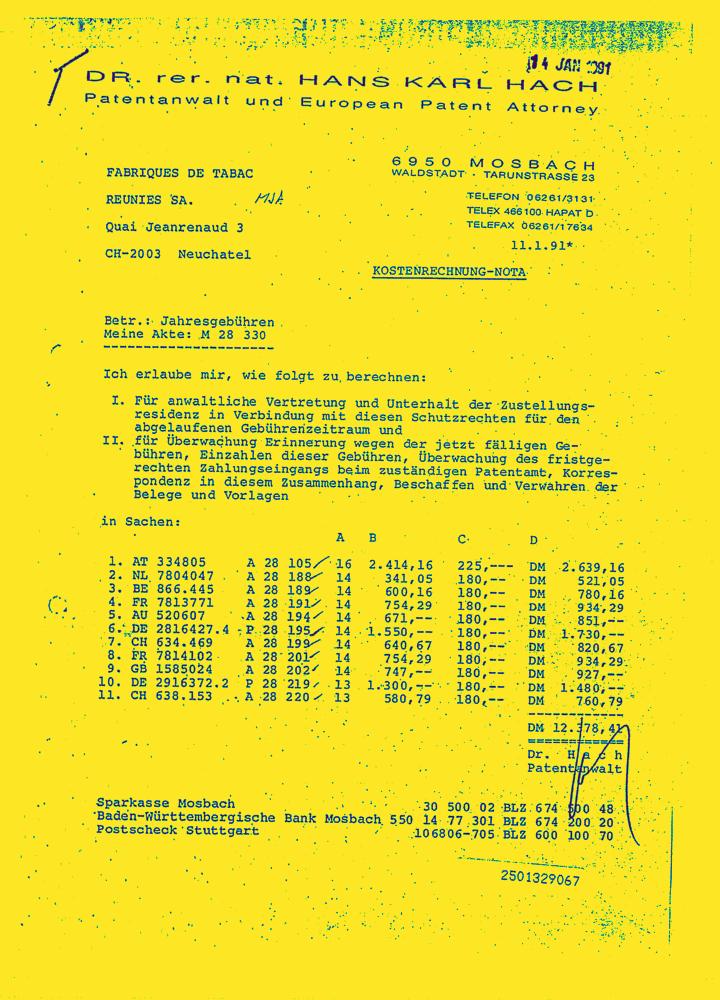 14 JAN 1991
DR. rer. nat. HANS KARL HACH
Patentanwalt und European Patent Attorney
6950 MOSBACH
WALDSTADT · TARUNSTRASSE 23
TELEFON 06261/3131
TELEX 466100 HAPAT D
TELEFAX 06261/17634
11.1.91*
FABRIQUES DE TABAC
REUNIES SA. MJA
Quai Jeanrenaud 3
CH-2003 Neuchatel
KOSTENRECHNUNG-NOTA
Betr.: Jahresgebühren
Meine Akte: M 28 330
----------------------
Ich erlaube mir, wie folgt zu berechnen:
I. Für anwaltliche Vertretung und Unterhalt der Zustellungs-
residenz in Verbindung mit diesen Schutzrechten für den
abgelaufenen Gebührenzeitraum und
II. für Überwachung Erinnerung wegen der jetzt fälligen Ge-
bühren, Einzahlen dieser Gebühren, Überwachung des fristge-
rechten Zahlungseingangs beim zuständigen Patentamt, Korres-
pondenz in diesem Zusammenhang, Beschaffen und Verwahren der
Belege und Vorlagen
in Sachen:
A B C D
1. AT 334805 A 28 105 16 2.414,16 225,--- DM 2.639,16
2. NL 7804047 A 28 188 14 341,05 180,-- DM 521,05
3. BE 866.445 A 28 189 14 600,16 180,-- DM 780,16
4. FR 7813771 A 28 191 14 754,29 180,-- DM 934,29
5. AU 520607 A 28 194 14 671,-- 180,-- DM 851,--
6. DE 2816427.4 P 28 195 14 1.550,-- 180,-- DM 1.730,--
7. CH 634.469 A 28 199 14 640,67 180,-- DM 820,67
8. FR 7814102 A 28 201 14 754,29 180,-- DM 934,29
9. GB 1585024 A 28 202 14 747,-- 180,-- DM 927,--
10. DE 2916372.2 P 28 219 13 1.300,-- 180,-- DM 1.480,--
11. CH 638.153 A 28 220 13 580,79 180,-- DM 760,79
------------
DM 12.378,41
============
Dr. H a c h
Patentanwalt
Sparkasse Mosbach 30 500 02 BLZ 674 500 48
Baden-Württembergische Bank Mosbach 550 14 77 301 BLZ 674 200 20
Postscheck Stuttgart 106806-705 BLZ 600 100 70
2501329067